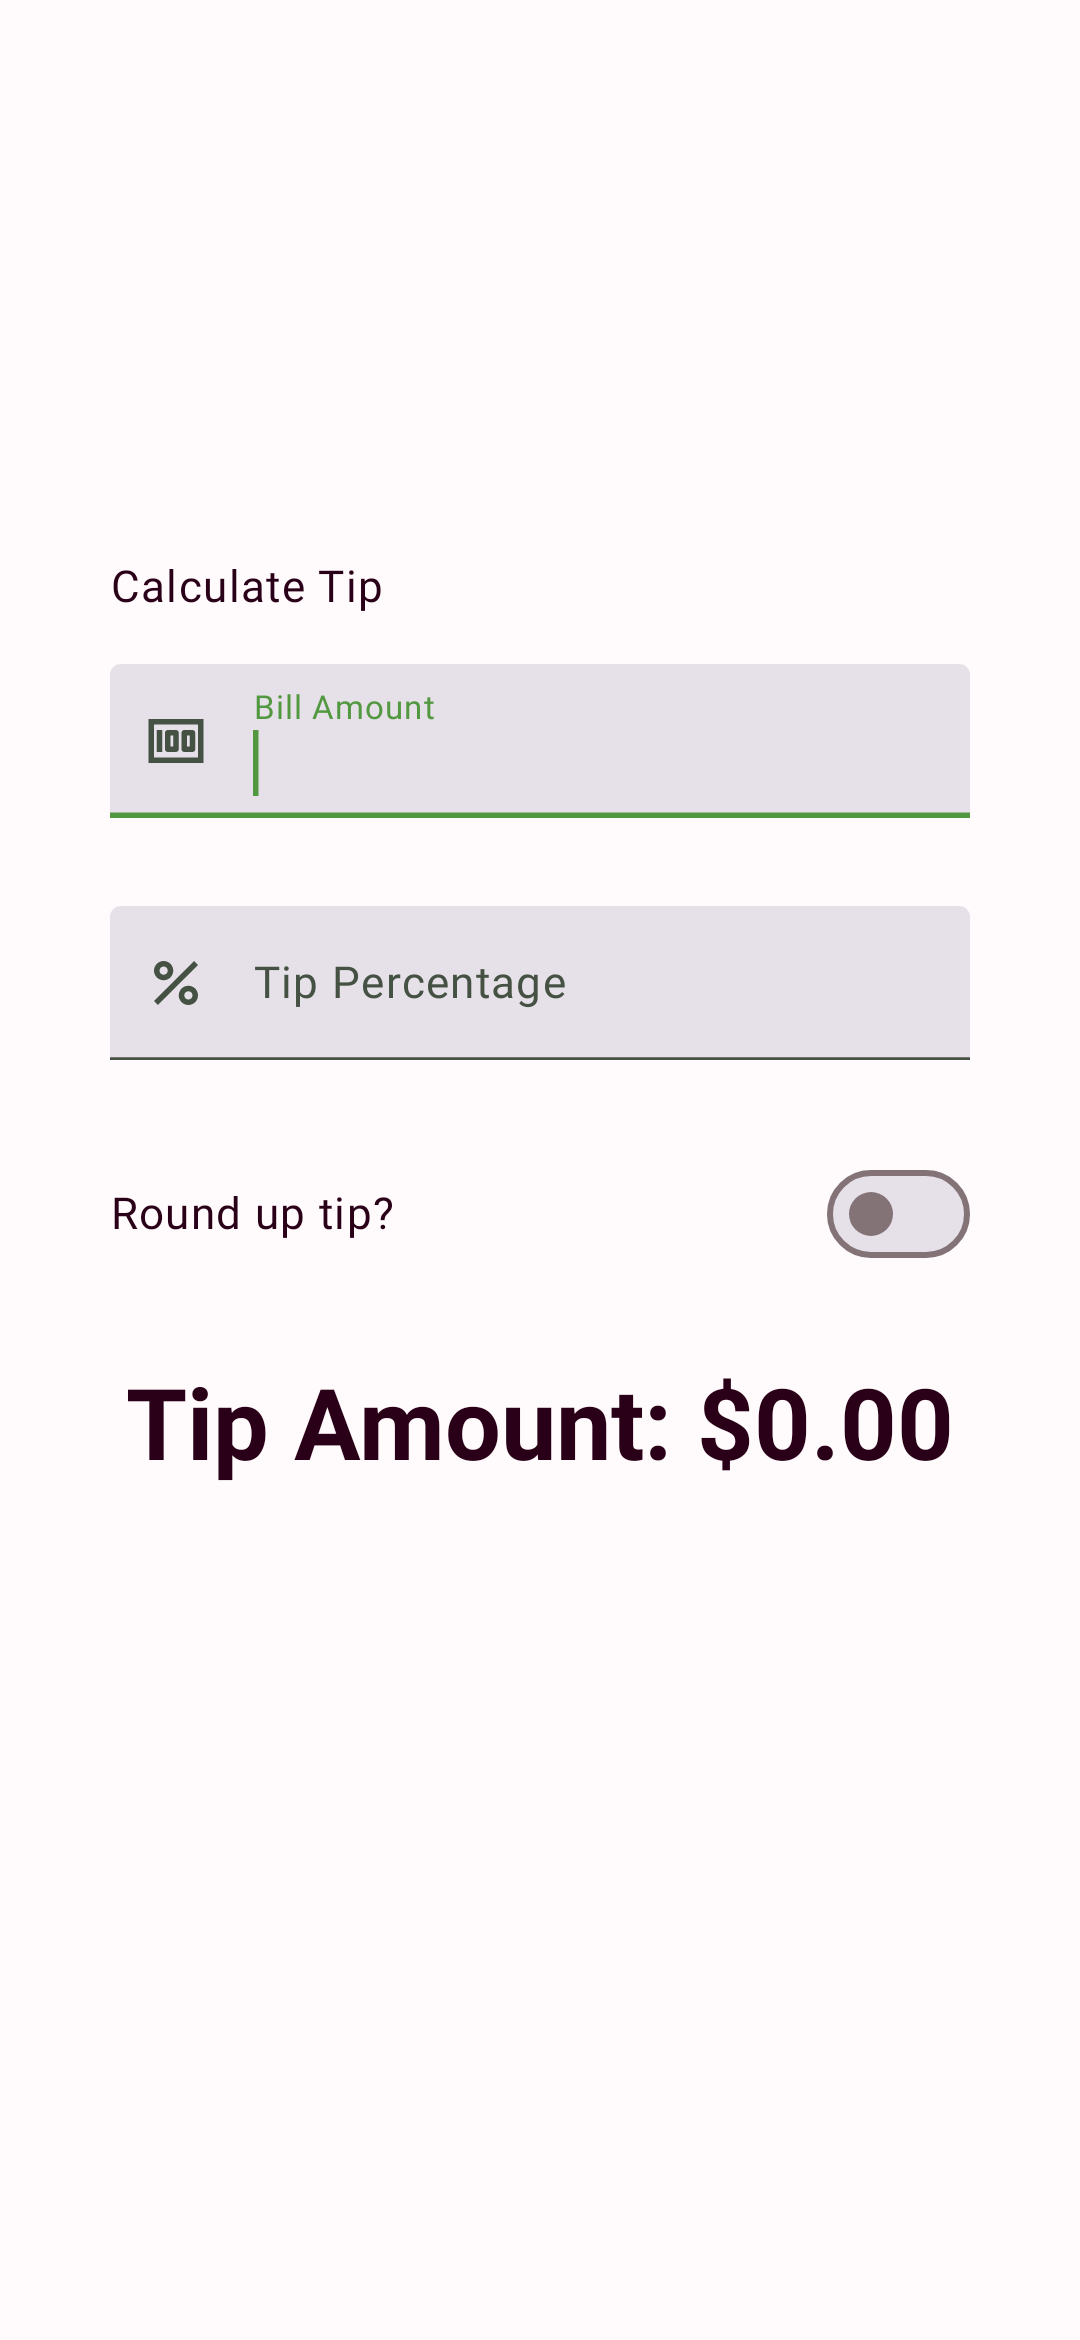 Calculate Tip
Bill Amount
Tip Percentage
Round up tip?
Tip Amount: $0.00